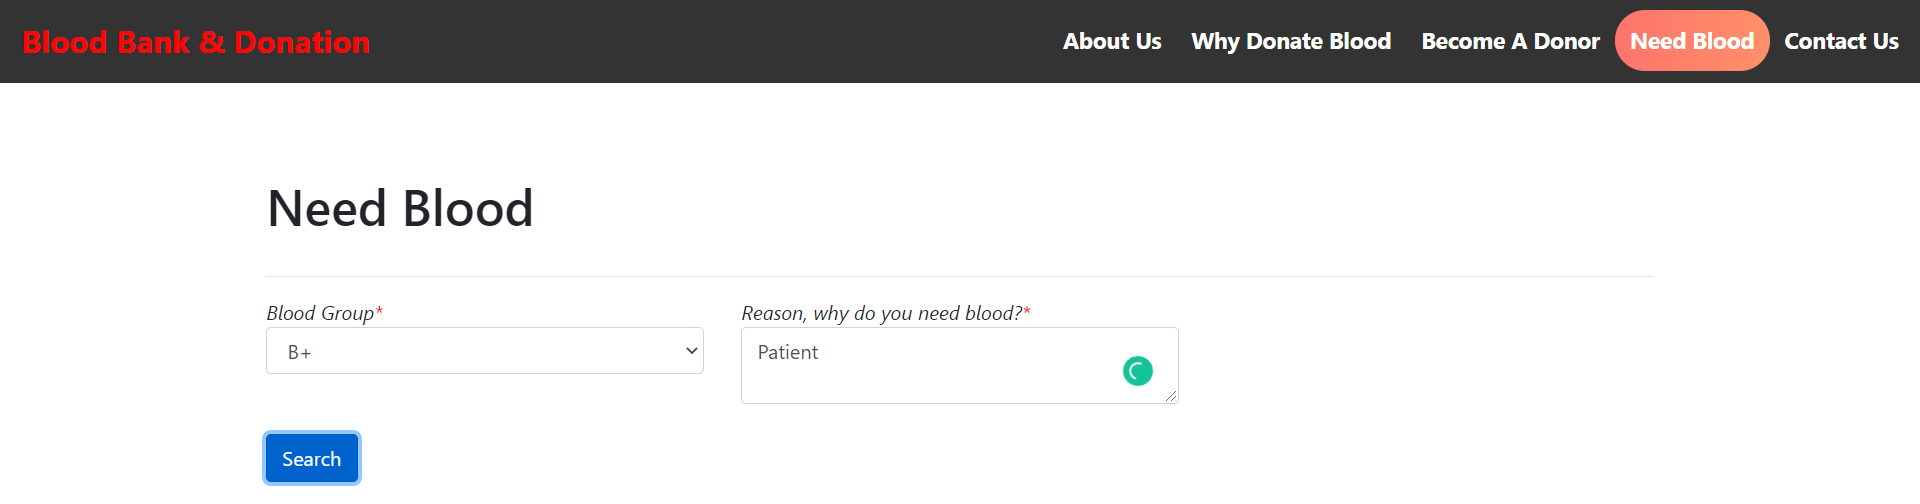 Blood Bank & Donation
About Us Why Donate Blood Become A Donor Need Blood Contact Us
Need Blood
Blood Group* Reason, why do you need blood?*
B+ Patient
Search